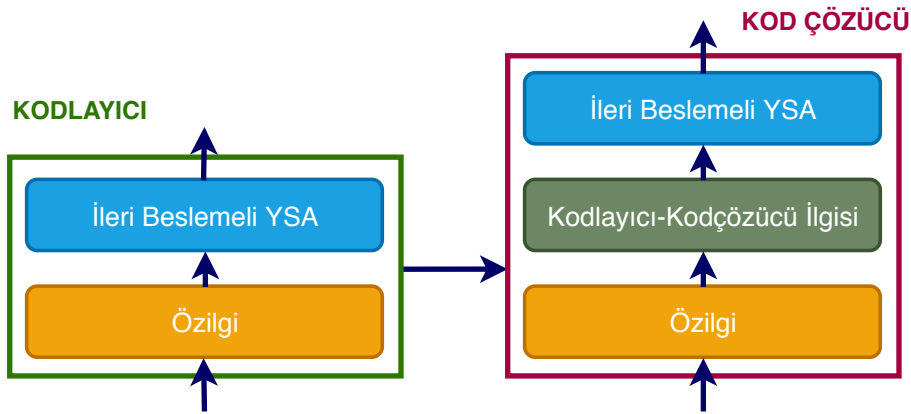 KODLAYICI
İleri Beslemeli YSA
Özilgi
KOD ÇÖZÜCÜ
İleri Beslemeli YSA
Kodlayıcı-Kodçözücü İlgisi
Özilgi